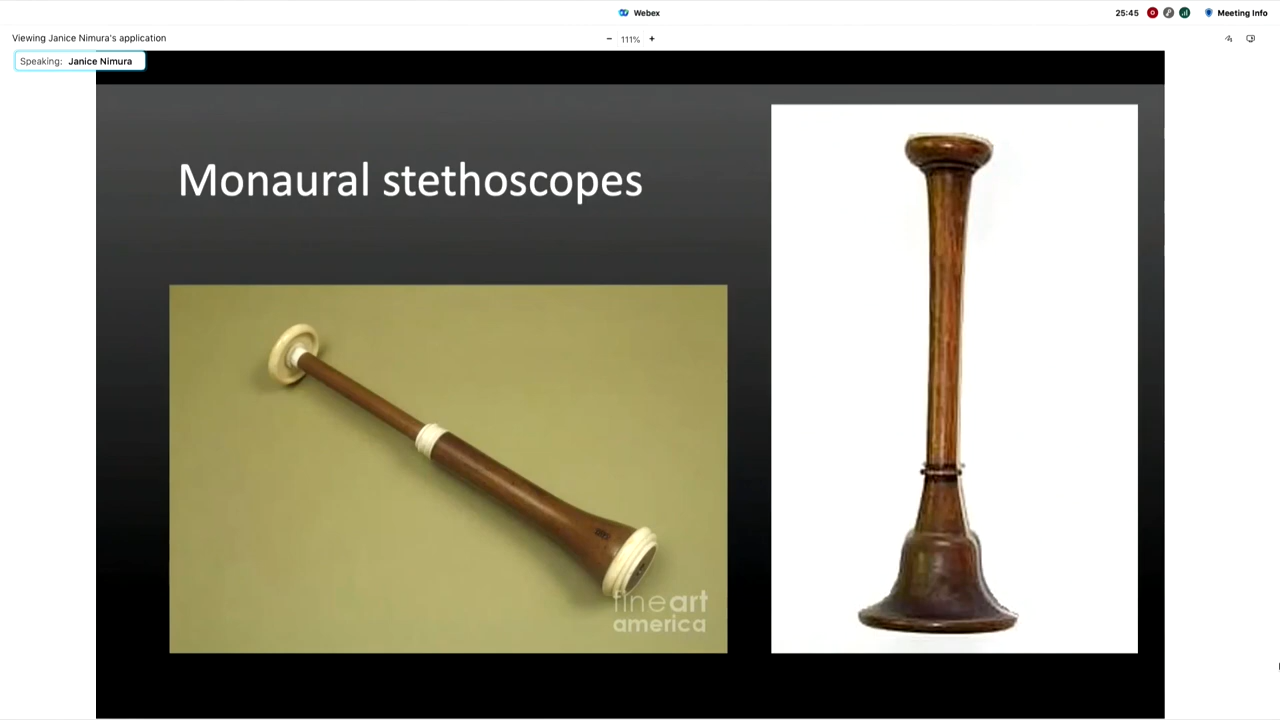 Webex
25:45
Meeting Info
Viewing Janice Nimura's application
− 111% +
Speaking: Janice Nimura
Monaural stethoscopes
fineart
america